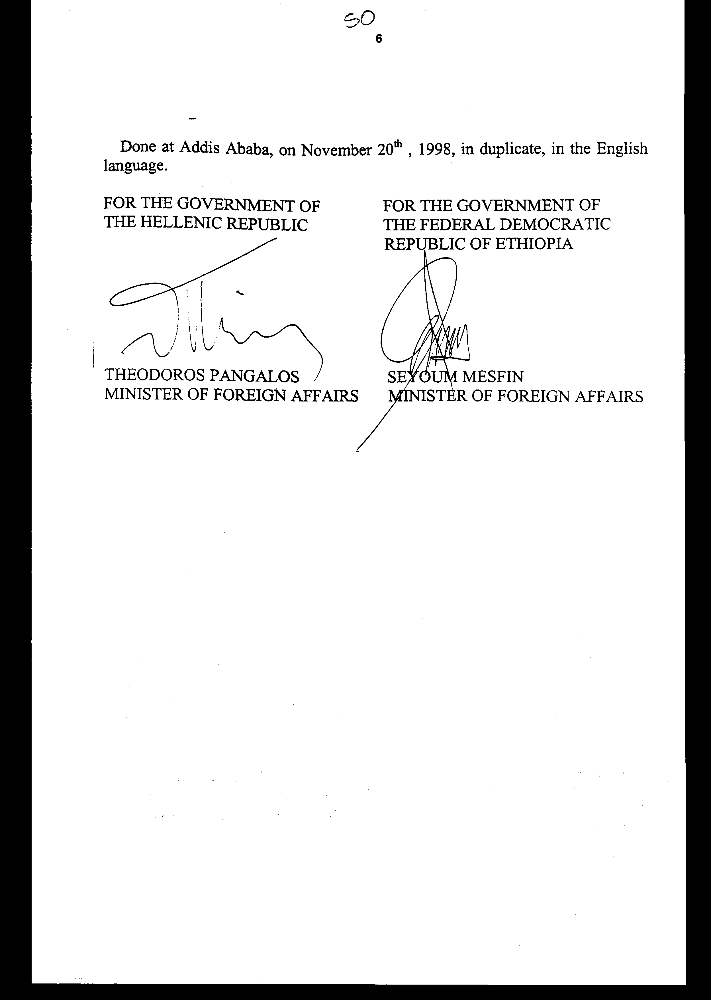 50
6
Done at Addis Ababa, on November 20th , 1998, in duplicate, in the English
language.
FOR THE GOVERNMENT OF
THE HELLENIC REPUBLIC
THEODOROS PANGALOS
MINISTER OF FOREIGN AFFAIRS
FOR THE GOVERNMENT OF
THE FEDERAL DEMOCRATIC
REPUBLIC OF ETHIOPIA
SEYOUM MESFIN
MINISTER OF FOREIGN AFFAIRS